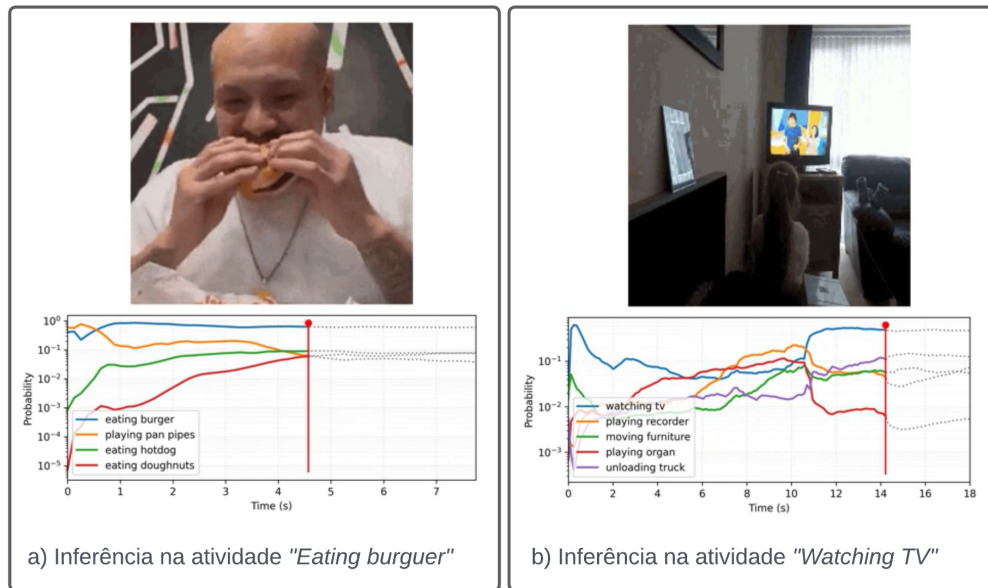 10⁰
10⁻¹
10⁻²
10⁻³
10⁻⁴
10⁻⁵
Probability
eating burger
playing pan pipes
eating hotdog
eating doughnuts
0 1 2 3 4 5 6 7
Time (s)
a) Inferência na atividade "Eating burguer"
10⁻¹
10⁻²
10⁻³
Probability
watching tv
playing recorder
moving furniture
playing organ
unloading truck
0 2 4 6 8 10 12 14 16 18
Time (s)
b) Inferência na atividade "Watching TV"